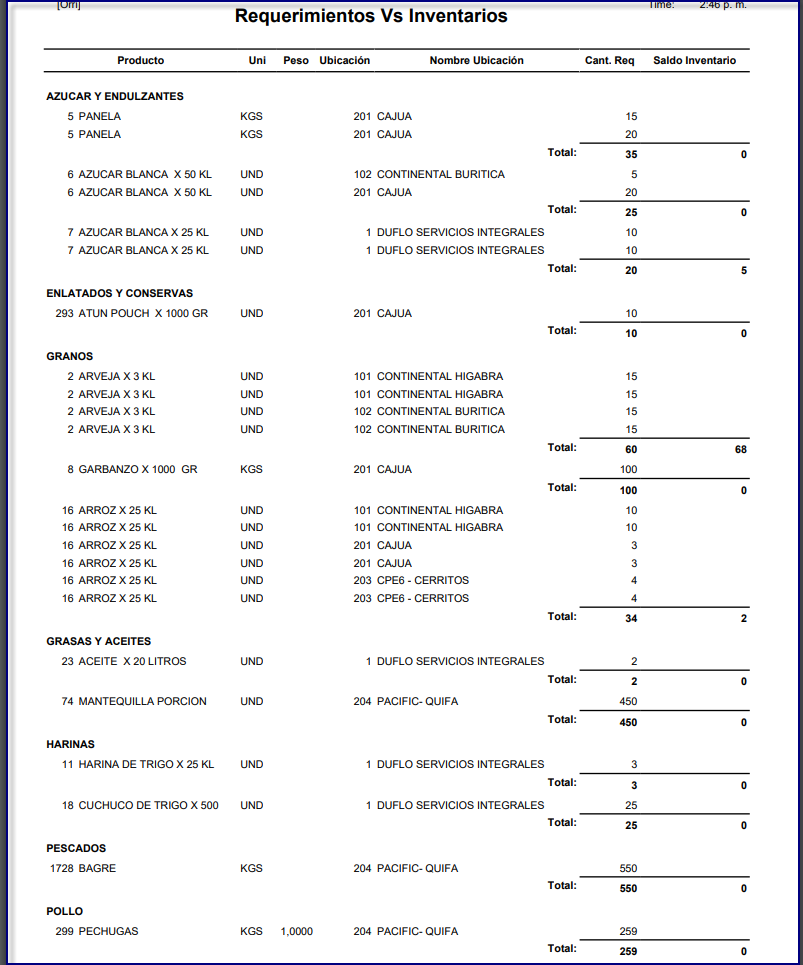 [Orri]
Time: 2:46 p. m.
Requerimientos Vs Inventarios
Producto Uni Peso Ubicación Nombre Ubicación Cant. Req Saldo Inventario
AZUCAR Y ENDULZANTES
5 PANELA KGS 201 CAJUA 15
5 PANELA KGS 201 CAJUA 20
Total: 35 0
6 AZUCAR BLANCA X 50 KL UND 102 CONTINENTAL BURITICA 5
6 AZUCAR BLANCA X 50 KL UND 201 CAJUA 20
Total: 25 0
7 AZUCAR BLANCA X 25 KL UND 1 DUFLO SERVICIOS INTEGRALES 10
7 AZUCAR BLANCA X 25 KL UND 1 DUFLO SERVICIOS INTEGRALES 10
Total: 20 5
ENLATADOS Y CONSERVAS
293 ATUN POUCH X 1000 GR UND 201 CAJUA 10
Total: 10 0
GRANOS
2 ARVEJA X 3 KL UND 101 CONTINENTAL HIGABRA 15
2 ARVEJA X 3 KL UND 101 CONTINENTAL HIGABRA 15
2 ARVEJA X 3 KL UND 102 CONTINENTAL BURITICA 15
2 ARVEJA X 3 KL UND 102 CONTINENTAL BURITICA 15
Total: 60 68
8 GARBANZO X 1000 GR KGS 201 CAJUA 100
Total: 100 0
16 ARROZ X 25 KL UND 101 CONTINENTAL HIGABRA 10
16 ARROZ X 25 KL UND 101 CONTINENTAL HIGABRA 10
16 ARROZ X 25 KL UND 201 CAJUA 3
16 ARROZ X 25 KL UND 201 CAJUA 3
16 ARROZ X 25 KL UND 203 CPE6 - CERRITOS 4
16 ARROZ X 25 KL UND 203 CPE6 - CERRITOS 4
Total: 34 2
GRASAS Y ACEITES
23 ACEITE X 20 LITROS UND 1 DUFLO SERVICIOS INTEGRALES 2
Total: 2 0
74 MANTEQUILLA PORCION UND 204 PACIFIC- QUIFA 450
Total: 450 0
HARINAS
11 HARINA DE TRIGO X 25 KL UND 1 DUFLO SERVICIOS INTEGRALES 3
Total: 3 0
18 CUCHUCO DE TRIGO X 500 UND 1 DUFLO SERVICIOS INTEGRALES 25
Total: 25 0
PESCADOS
1728 BAGRE KGS 204 PACIFIC- QUIFA 550
Total: 550 0
POLLO
299 PECHUGAS KGS 1,0000 204 PACIFIC- QUIFA 259
Total: 259 0